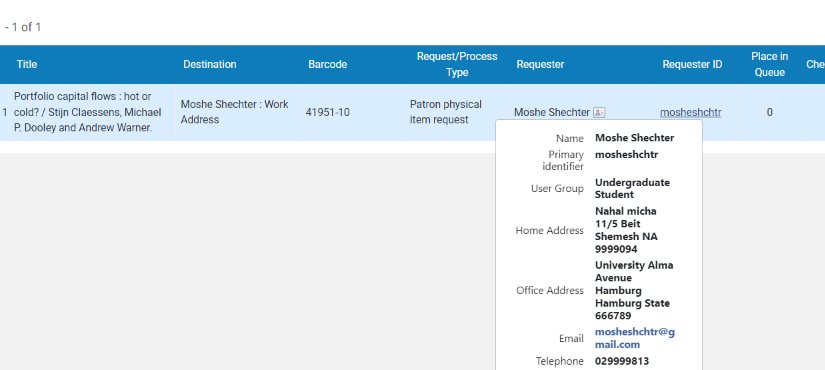 - 1 of 1
Title Destination Barcode Request/Process Type Requester Requester ID Place in Queue Che
1 Portfolio capital flows : hot or
cold? / Stijn Claessens, Michael
P. Dooley and Andrew Warner.
Moshe Shechter : Work
Address
41951-10
Patron physical
item request
Moshe Shechter
mosheshchtr
0
Name Moshe Shechter
Primary identifier mosheshchtr
User Group Undergraduate
Student
Home Address Nahal micha
11/5 Beit
Shemesh NA
9999094
Office Address University Alma
Avenue
Hamburg
Hamburg State
666789
Email mosheshchtr@g
mail.com
Telephone 029999813